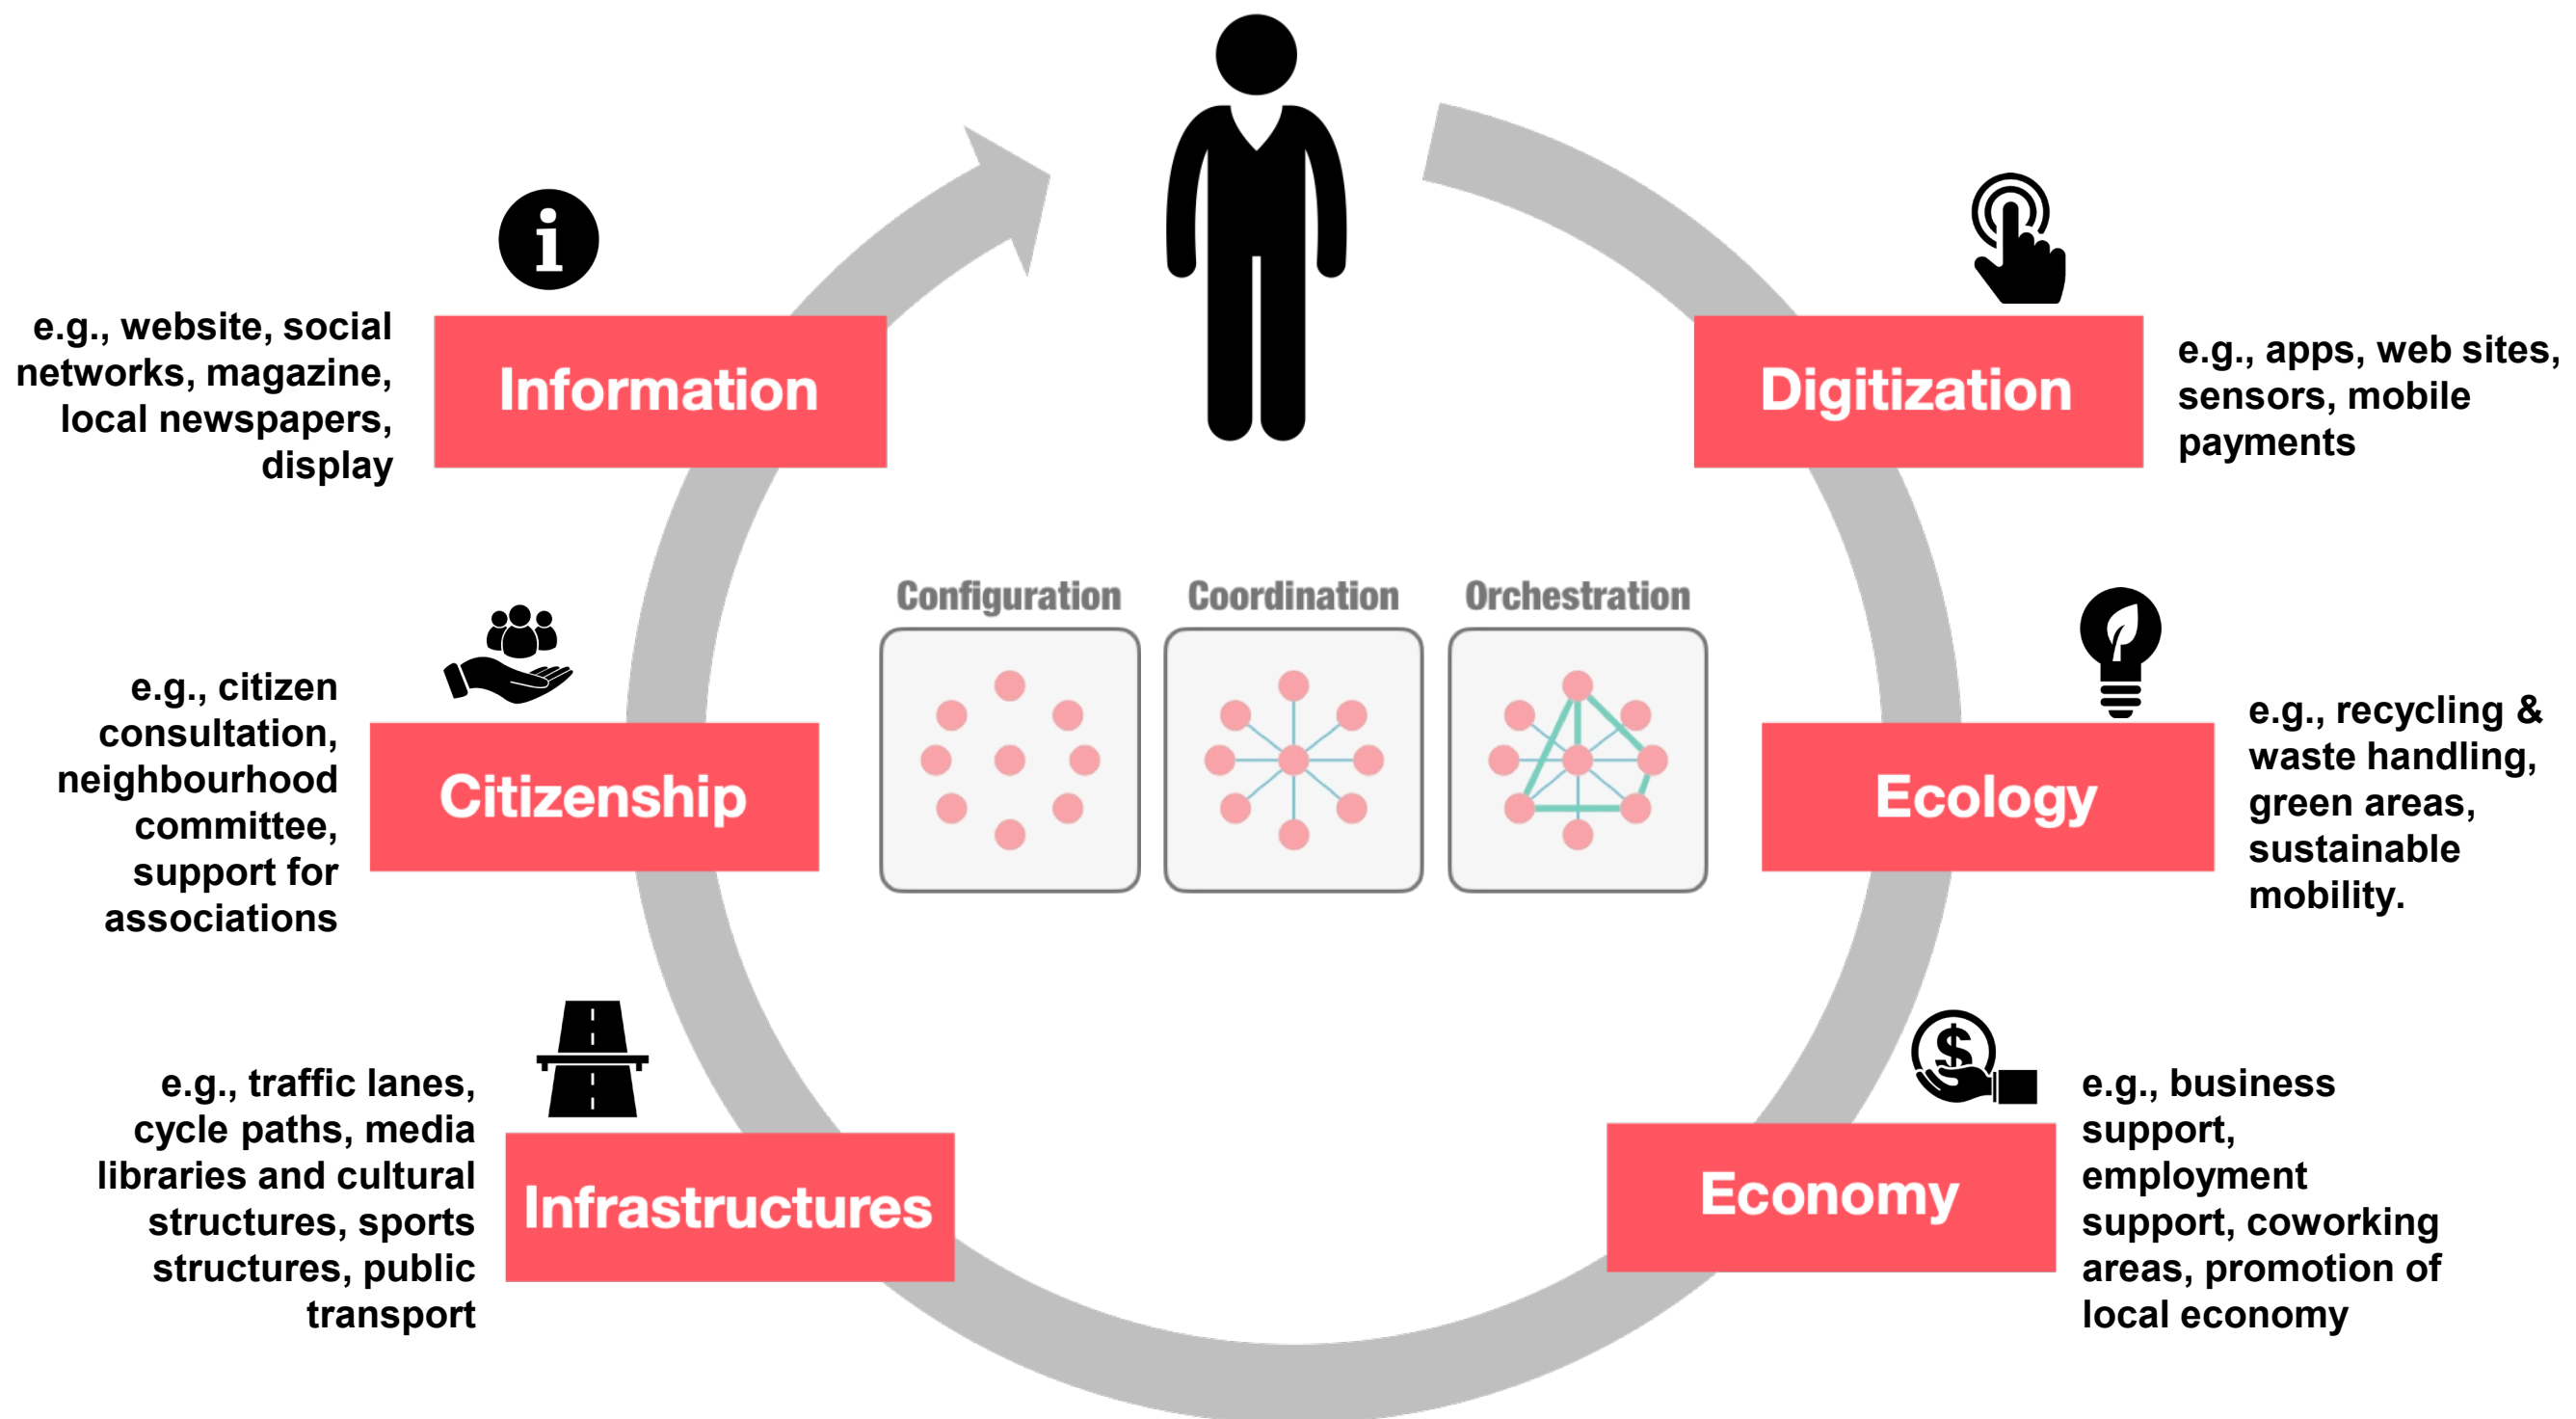 Information
e.g., website, social
networks, magazine,
local newspapers,
display
Digitization
e.g., apps, web sites,
sensors, mobile
payments
Configuration
Coordination
Orchestration
Citizenship
e.g., citizen
consultation,
neighbourhood
committee,
support for
associations
Ecology
e.g., recycling &
waste handling,
green areas,
sustainable
mobility.
Infrastructures
e.g., traffic lanes,
cycle paths, media
libraries and cultural
structures, sports
structures, public
transport
$
Economy
e.g., business
support,
employment
support, coworking
areas, promotion of
local economy